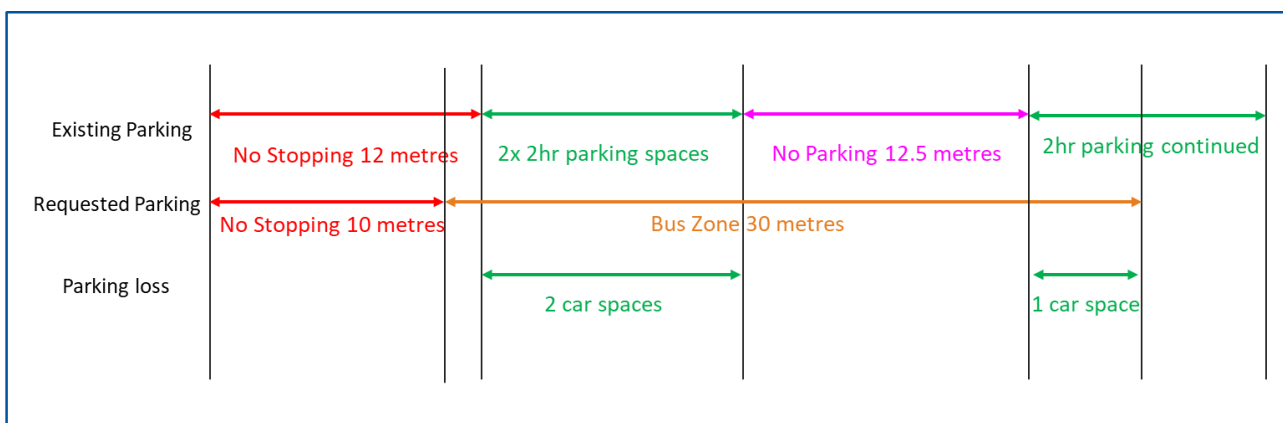 Existing Parking
No Stopping 12 metres
2x 2hr parking spaces
No Parking 12.5 metres
2hr parking continued
Requested Parking
No Stopping 10 metres
Bus Zone 30 metres
Parking loss
2 car spaces
1 car space